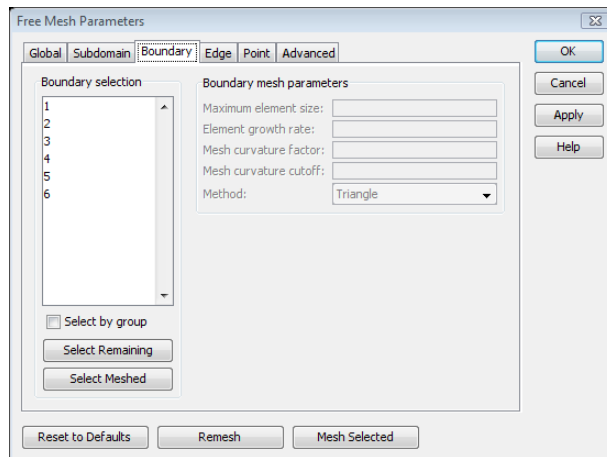 Free Mesh Parameters
Global Subdomain Boundary Edge Point Advanced
Boundary selection
1
2
3
4
5
6
Select by group
Select Remaining
Select Meshed
Boundary mesh parameters
Maximum element size:
Element growth rate:
Mesh curvature factor:
Mesh curvature cutoff:
Method: Triangle
OK
Cancel
Apply
Help
Reset to Defaults Remesh Mesh Selected